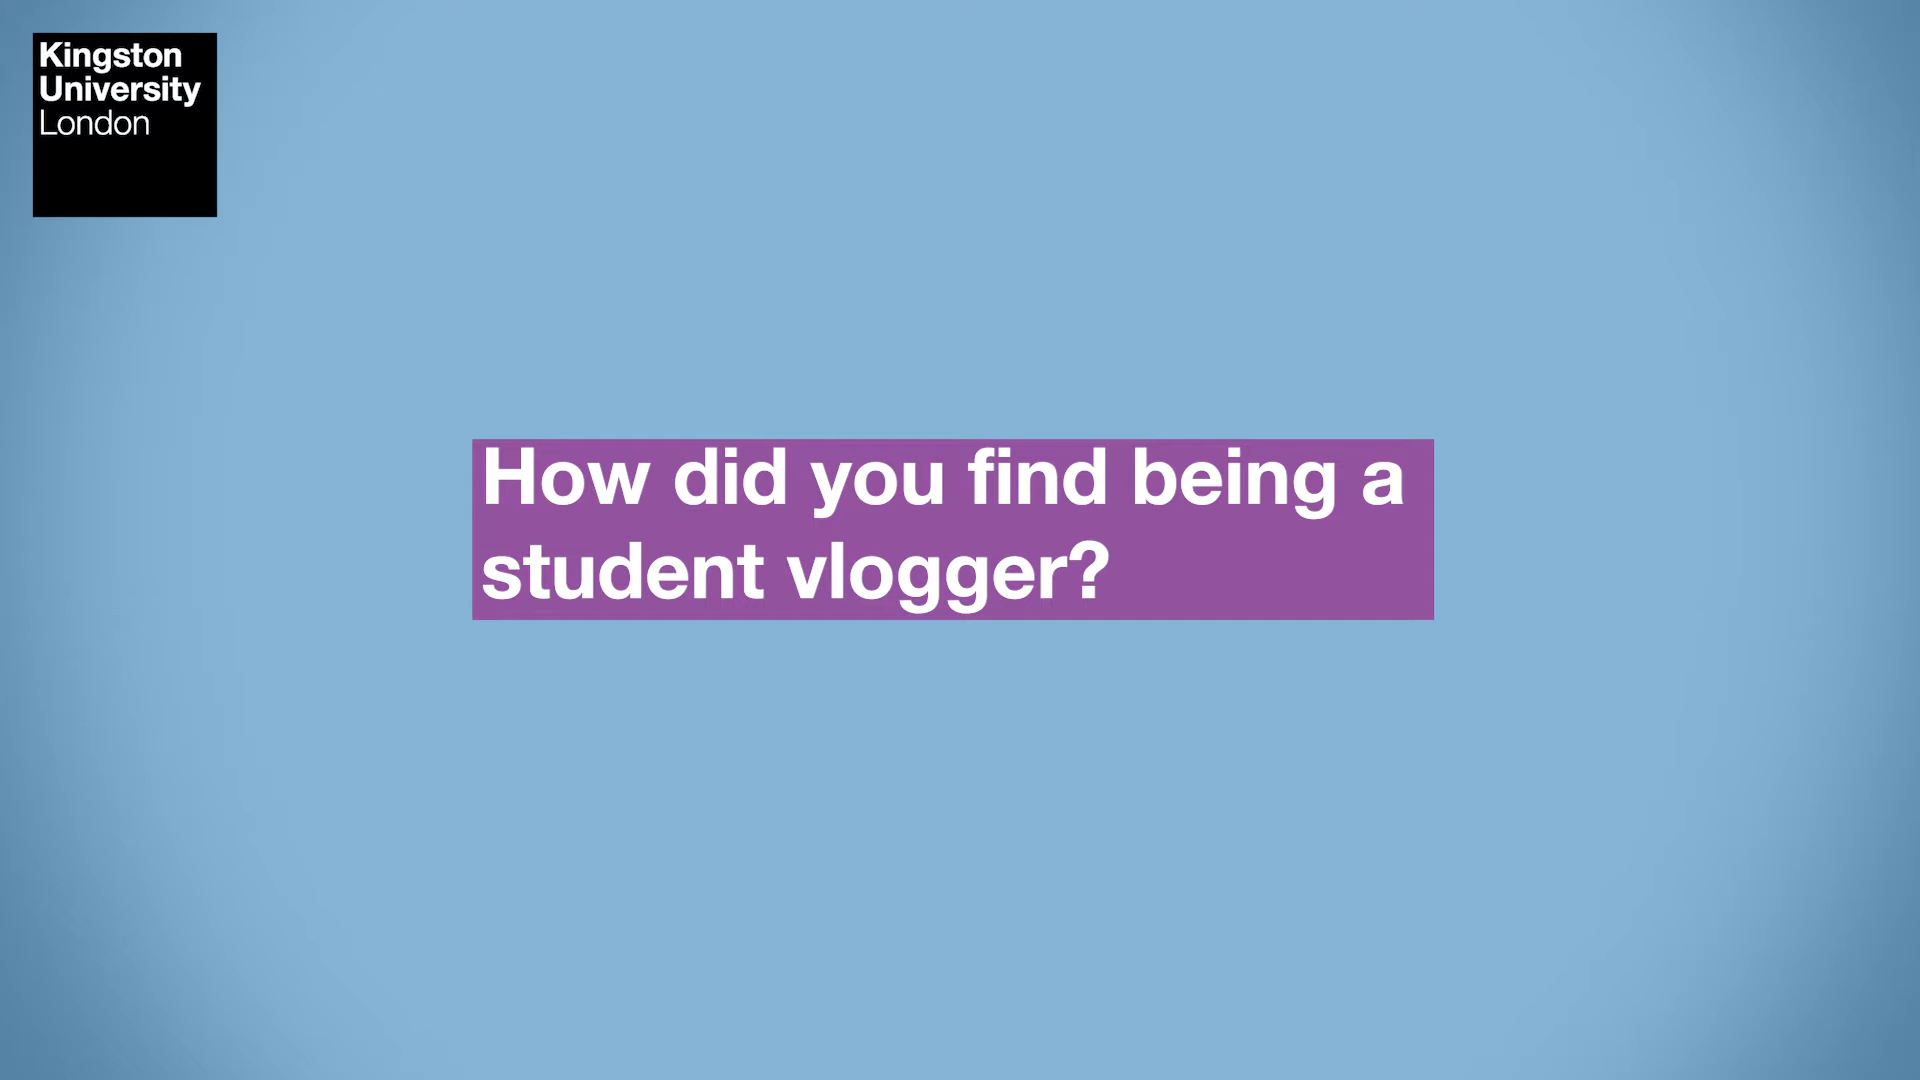 Kingston
University
London
How did you find being a
student vlogger?